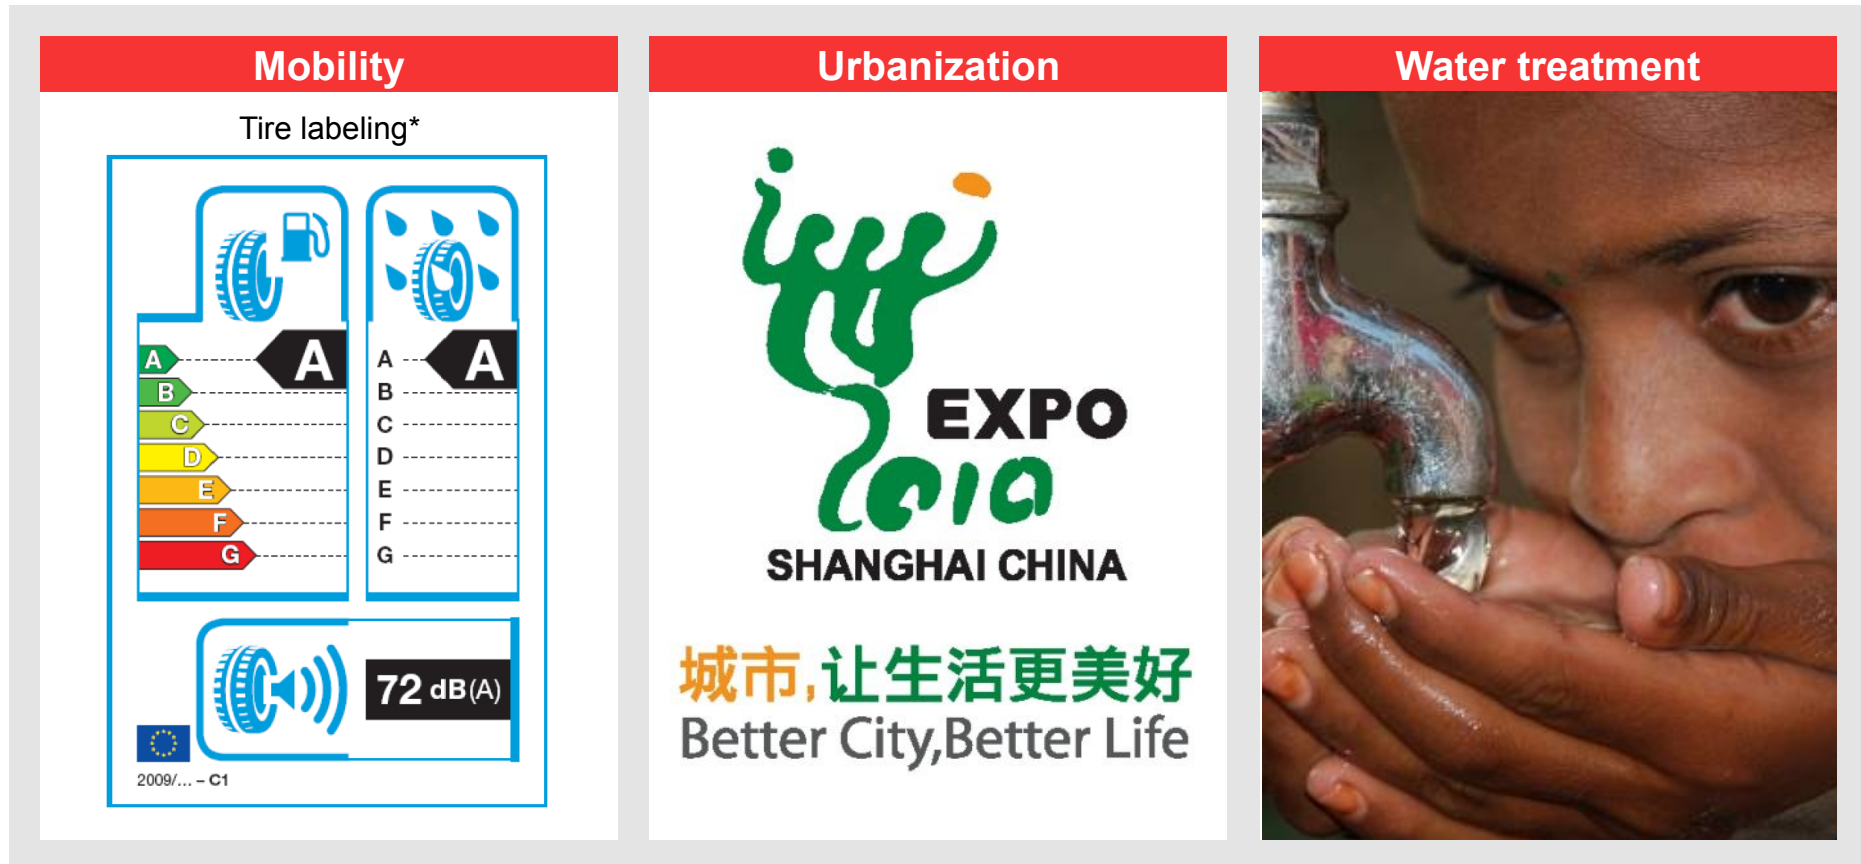 Mobility
Tire labeling*
A
B
C
D
E
F
G
A
A
B
C
D
E
F
G
A
72 dB(A)
2009/... – C1
Urbanization
EXPO
2010
SHANGHAI CHINA
城市,让生活更美好
Better City,Better Life
Water treatment